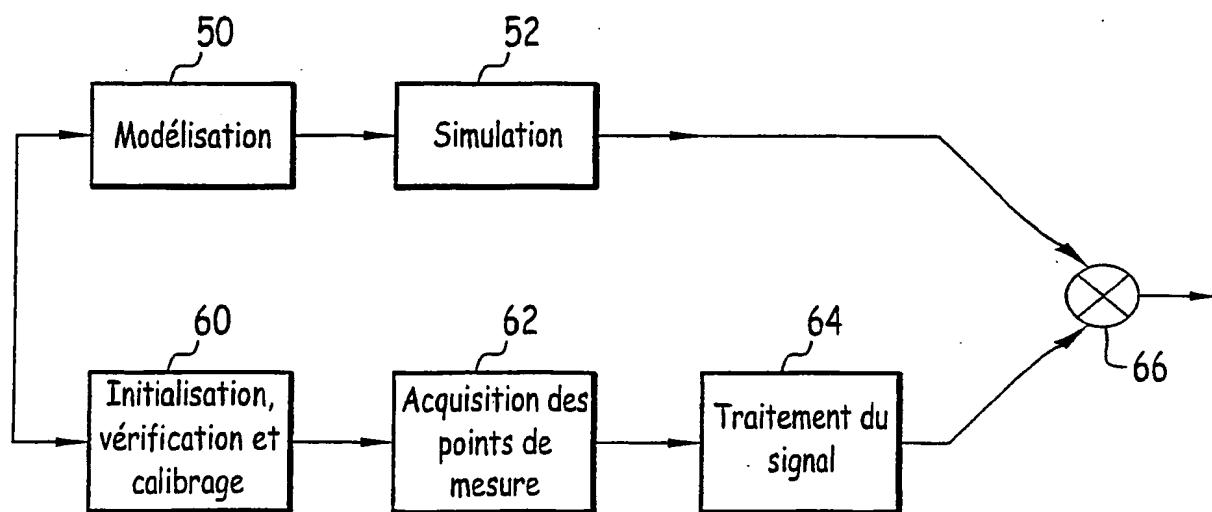 50
52
Modélisation
Simulation
60
62
64
66
Initialisation,
vérification et
calibrage
Acquisition des
points de
mesure
Traitement du
signal